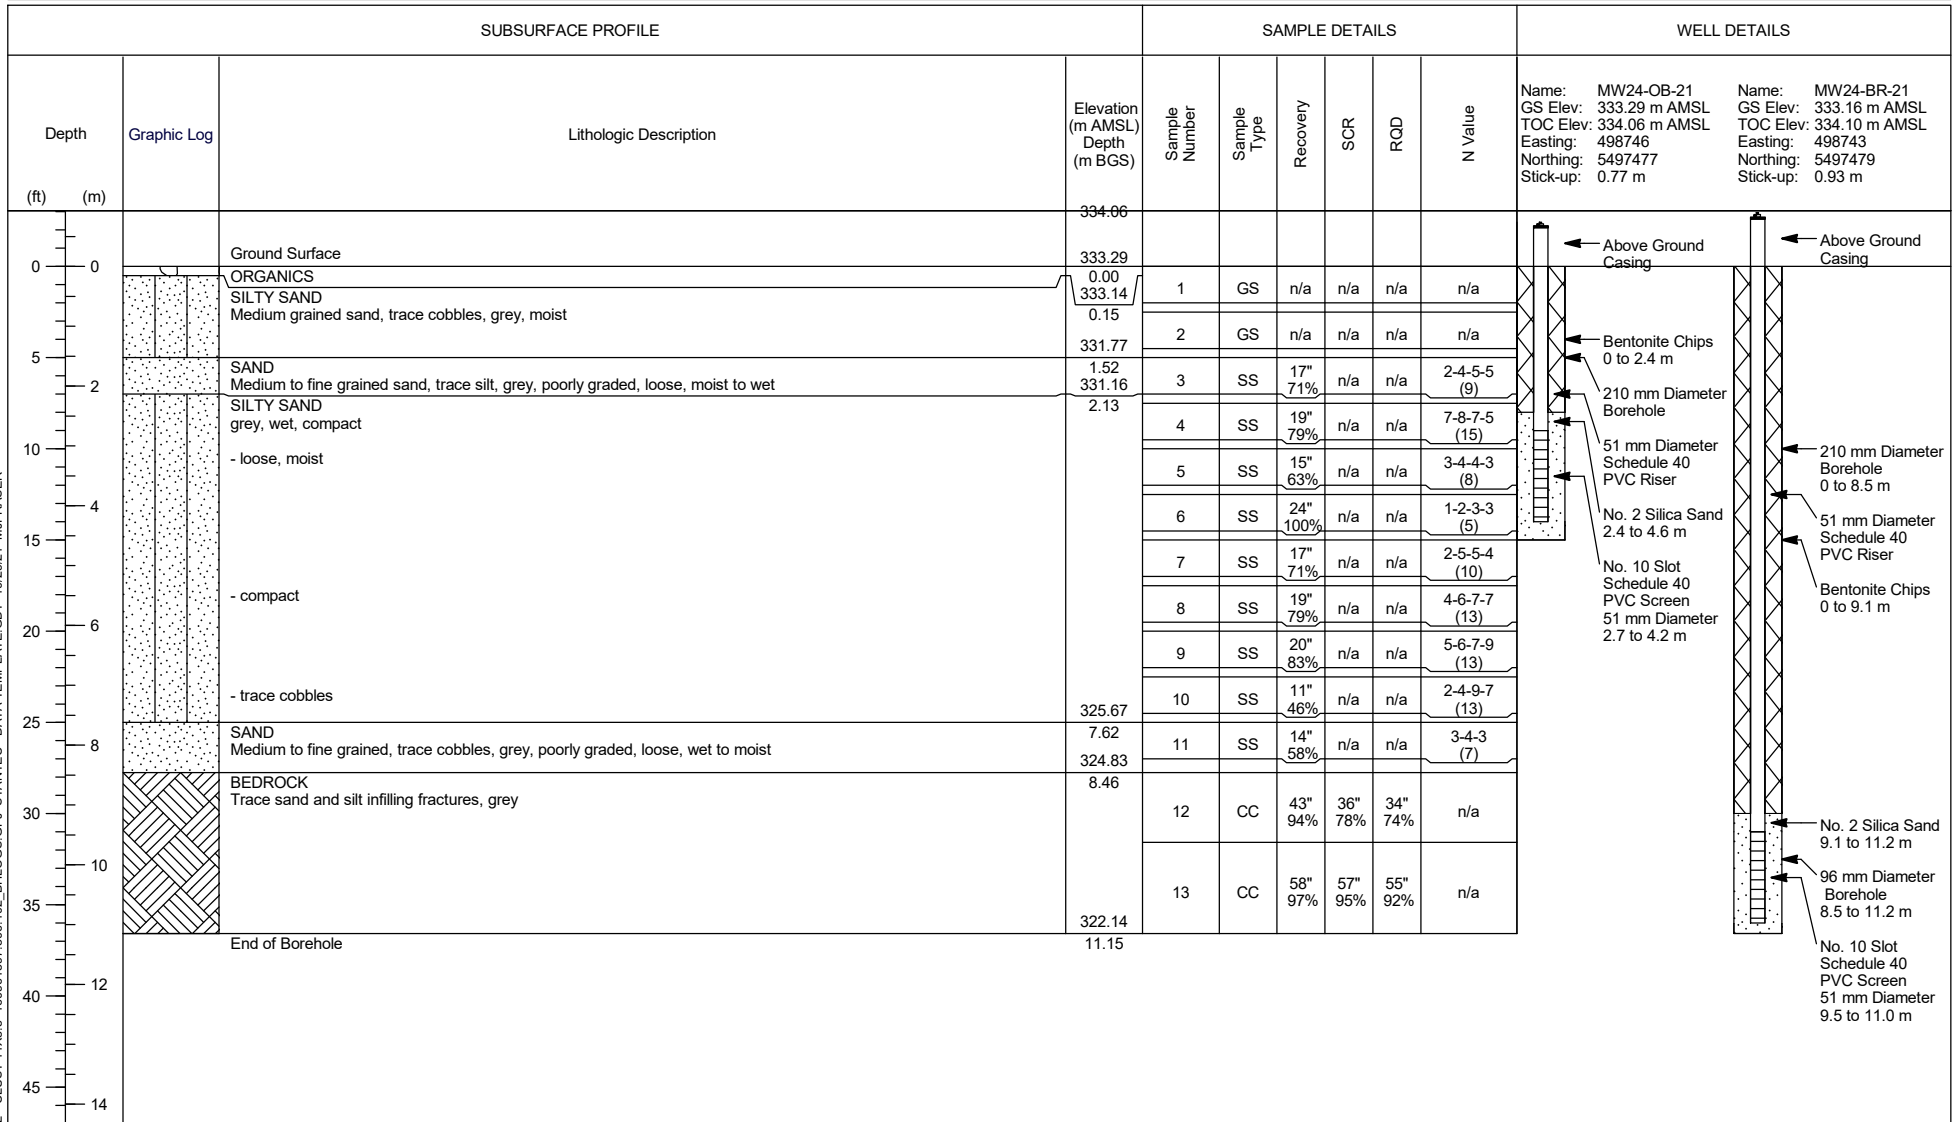 SUBSURFACE PROFILE
SAMPLE DETAILS
WELL DETAILS
Depth
(ft) (m)
Graphic Log
Lithologic Description
Elevation
(m AMSL)
Depth
(m BGS)
Sample
Number
Sample
Type
Recovery
SCR
RQD
N Value
Name: MW24-OB-21
GS Elev: 333.29 m AMSL
TOC Elev: 334.06 m AMSL
Easting: 498746
Northing: 5497477
Stick-up: 0.77 m
Name: MW24-BR-21
GS Elev: 333.16 m AMSL
TOC Elev: 334.10 m AMSL
Easting: 498743
Northing: 5497479
Stick-up: 0.93 m
334.06
Ground Surface
333.29
ORGANICS
0.00
333.14
SILTY SAND
Medium grained sand, trace cobbles, grey, moist
0.15
331.77
SAND
1.52
Medium to fine grained sand, trace silt, grey, poorly graded, loose, moist to wet
331.16
SILTY SAND
2.13
grey, wet, compact
- loose, moist
- compact
- trace cobbles
325.67
SAND
7.62
Medium to fine grained, trace cobbles, grey, poorly graded, loose, wet to moist
324.83
BEDROCK
8.46
Trace sand and silt infilling fractures, grey
322.14
End of Borehole
11.15
0
5
10
15
20
25
30
35
40
45
0
2
4
6
8
10
12
14
1 GS n/a n/a n/a n/a
2 GS n/a n/a n/a n/a
3 SS 17" 71% n/a n/a 2-4-5-5 (9)
4 SS 19" 79% n/a n/a 7-8-7-5 (15)
5 SS 15" 63% n/a n/a 3-4-4-3 (8)
6 SS 24" 100% n/a n/a 1-2-3-3 (5)
7 SS 17" 71% n/a n/a 2-5-5-4 (10)
8 SS 19" 79% n/a n/a 4-6-7-7 (13)
9 SS 20" 83% n/a n/a 5-6-7-9 (13)
10 SS 11" 46% n/a n/a 2-4-9-7 (13)
11 SS 14" 58% n/a n/a 3-4-3 (7)
12 CC 43" 94% 36" 78% 34" 74% n/a
13 CC 58" 97% 57" 95% 55" 92% n/a
Above Ground
Casing
Bentonite Chips
0 to 2.4 m
210 mm Diameter
Borehole
51 mm Diameter
Schedule 40
PVC Riser
No. 2 Silica Sand
2.4 to 4.6 m
No. 10 Slot
Schedule 40
PVC Screen
51 mm Diameter
2.7 to 4.2 m
Above Ground
Casing
210 mm Diameter
Borehole
0 to 8.5 m
51 mm Diameter
Schedule 40
PVC Riser
Bentonite Chips
0 to 9.1 m
No. 2 Silica Sand
9.1 to 11.2 m
96 mm Diameter
Borehole
8.5 to 11.2 m
No. 10 Slot
Schedule 40
PVC Screen
51 mm Diameter
9.5 to 11.0 m